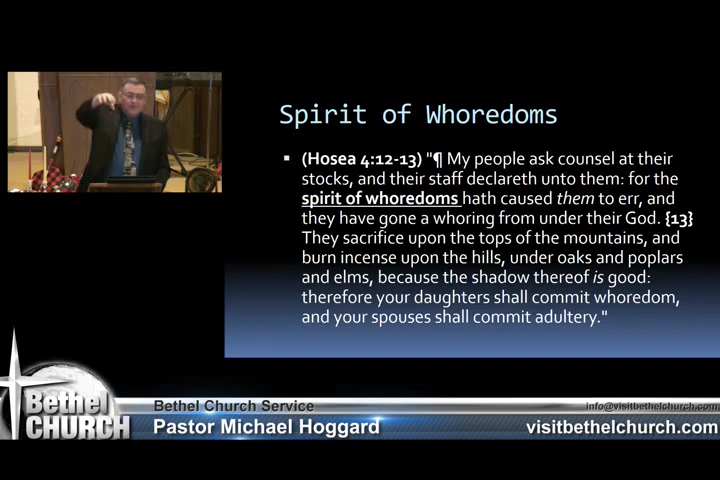 Spirit of Whoredoms
▪ (Hosea 4:12-13) "¶ My people ask counsel at their
stocks, and their staff declareth unto them: for the
spirit of whoredoms hath caused them to err, and
they have gone a whoring from under their God. {13}
They sacrifice upon the tops of the mountains, and
burn incense upon the hills, under oaks and poplars
and elms, because the shadow thereof is good:
therefore your daughters shall commit whoredom,
and your spouses shall commit adultery."
Bethel
CHURCH
Bethel Church Service
info@visitbethelchurch.com
Pastor Michael Hoggard
visitbethelchurch.com